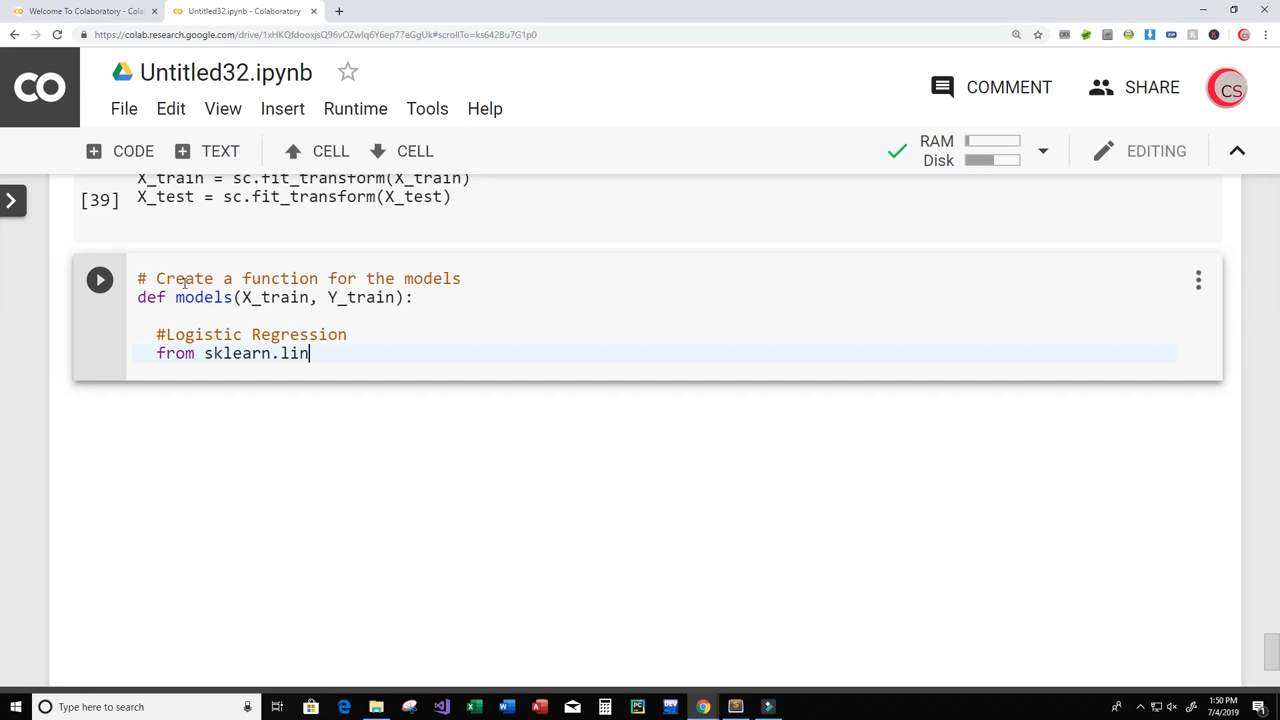 Welcome To Colaboratory - Cola
Untitled32.ipynb - Colaboratory
https://colab.research.google.com/drive/1xHKQfdooxjsQ96vOZwIq6Y6ep77eGgUk#scrollTo=ks642Bu7G1p0
CO
Untitled32.ipynb
COMMENT
SHARE
CS
File Edit View Insert Runtime Tools Help
CODE TEXT CELL CELL
RAM
Disk
EDITING
X_train = sc.fit_transform(X_train)
[39] X_test = sc.fit_transform(X_test)
# Create a function for the models
def models(X_train, Y_train):
#Logistic Regression
from sklearn.lin
Type here to search
1:50 PM
7/4/2019